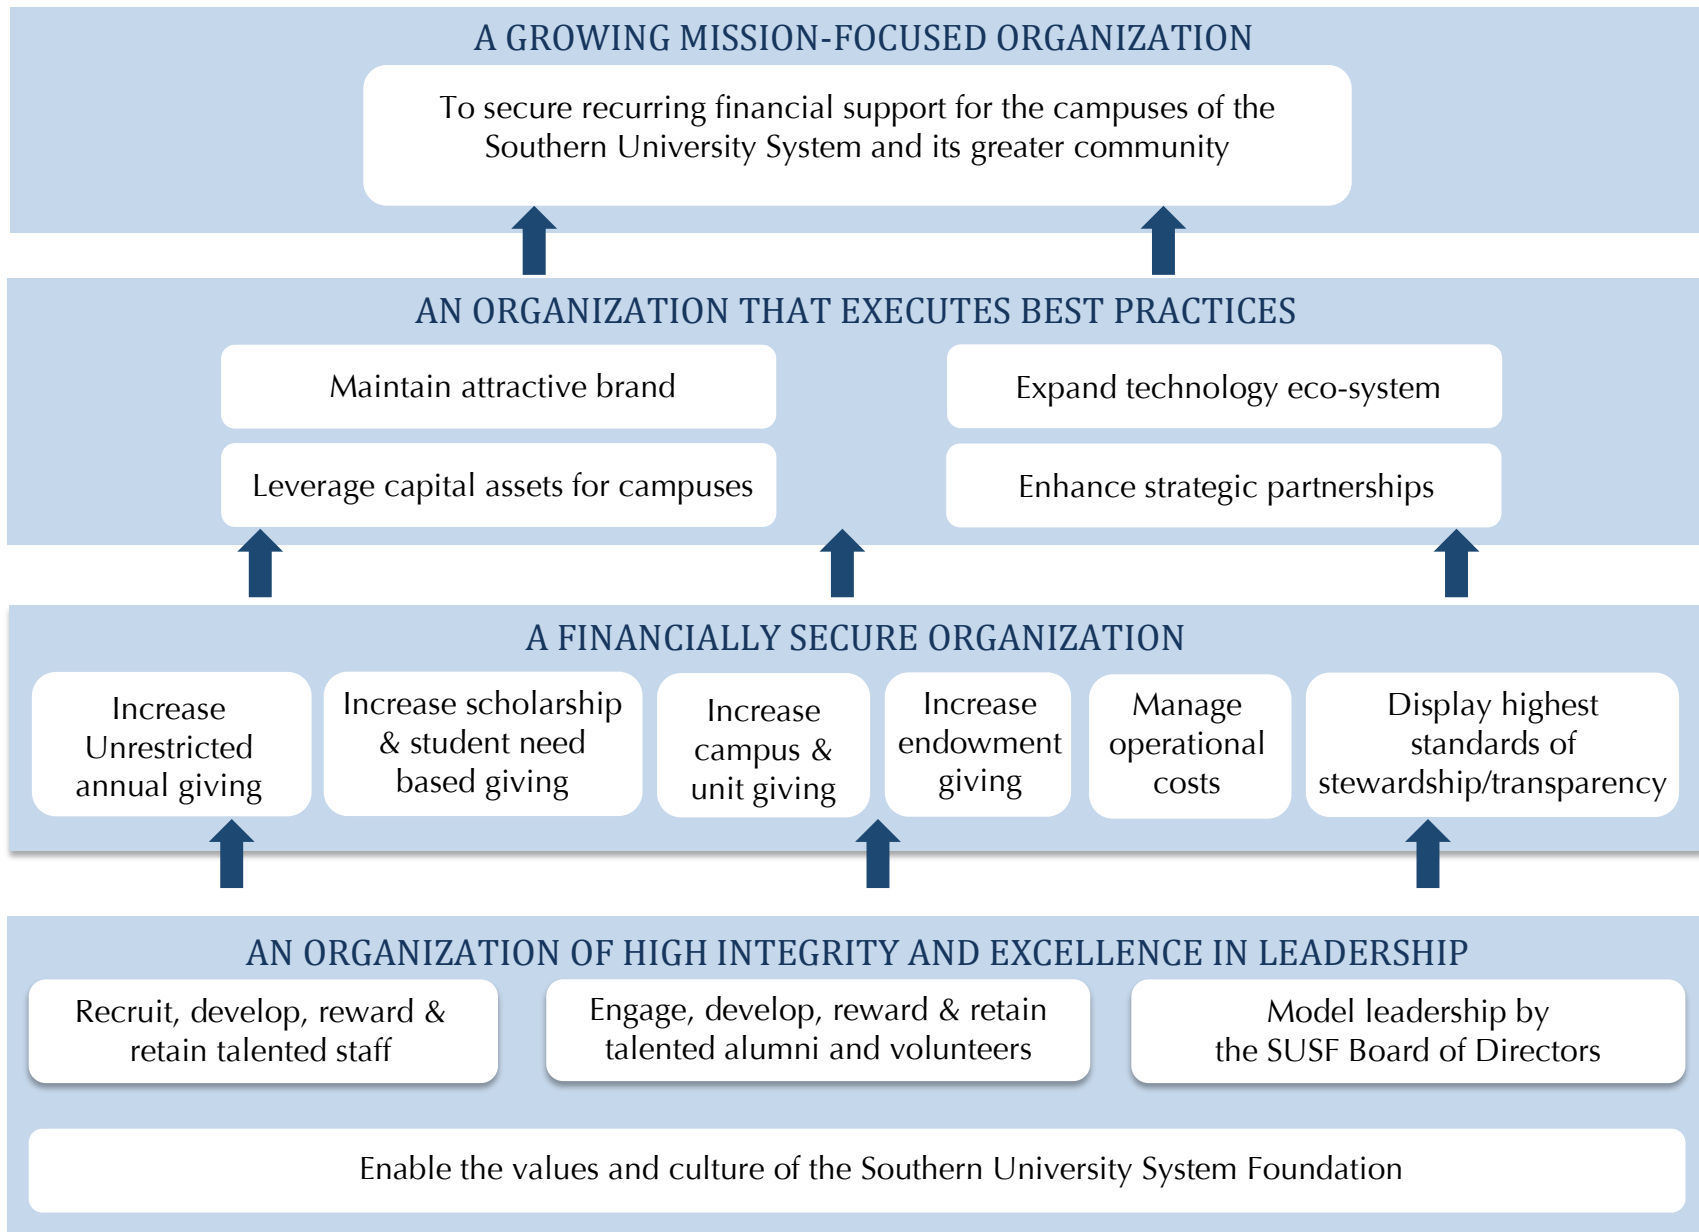 A GROWING MISSION-FOCUSED ORGANIZATION
To secure recurring financial support for the campuses of the
Southern University System and its greater community
AN ORGANIZATION THAT EXECUTES BEST PRACTICES
Maintain attractive brand
Expand technology eco-system
Leverage capital assets for campuses
Enhance strategic partnerships
A FINANCIALLY SECURE ORGANIZATION
Increase
Unrestricted
annual giving
Increase scholarship
& student need
based giving
Increase
campus &
unit giving
Increase
endowment
giving
Manage
operational
costs
Display highest
standards of
stewardship/transparency
AN ORGANIZATION OF HIGH INTEGRITY AND EXCELLENCE IN LEADERSHIP
Recruit, develop, reward &
retain talented staff
Engage, develop, reward & retain
talented alumni and volunteers
Model leadership by
the SUSF Board of Directors
Enable the values and culture of the Southern University System Foundation